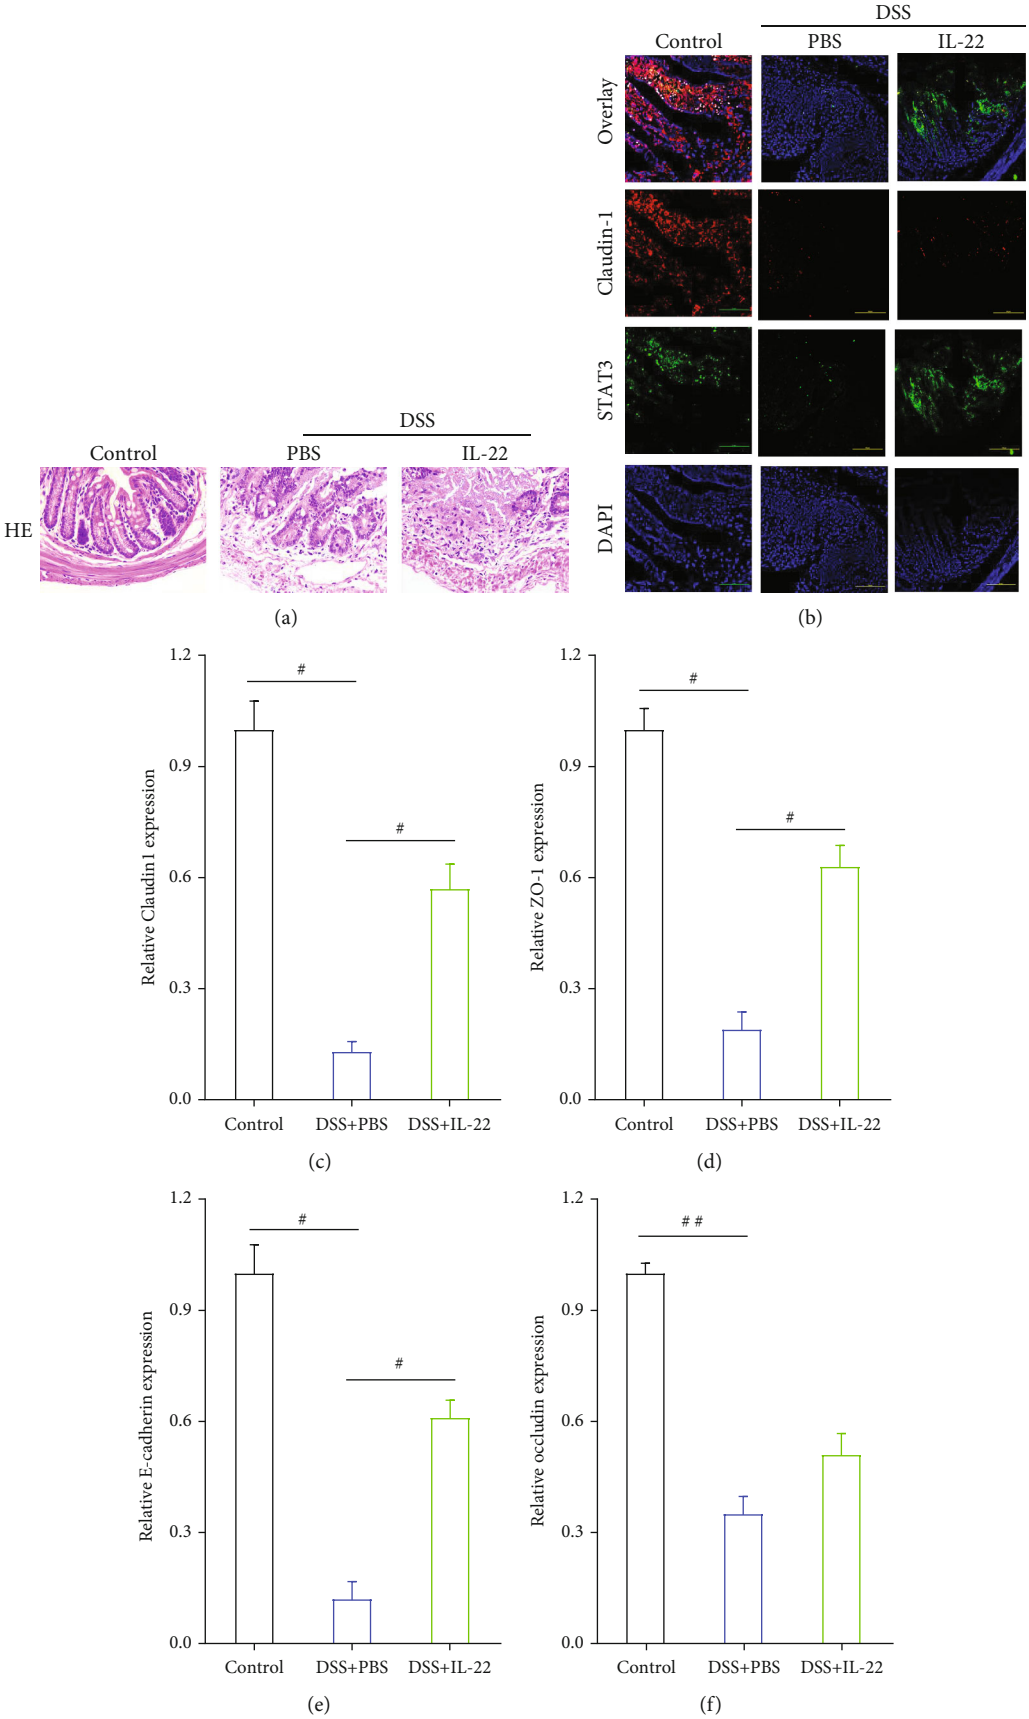 DSS
Control PBS IL-22
Overlay
Claudin-1
STAT3
DAPI
DSS
Control PBS IL-22
HE
(a)
(b)
1.2
0.9
0.6
0.3
0.0
Relative Claudin1 expression
#
#
Control DSS+PBS DSS+IL-22
(c)
1.2
0.9
0.6
0.3
0.0
Relative ZO-1 expression
#
#
Control DSS+PBS DSS+IL-22
(d)
1.2
0.9
0.6
0.3
0.0
Relative E-cadherin expression
#
#
Control DSS+PBS DSS+IL-22
(e)
1.2
0.9
0.6
0.3
0.0
Relative occludin expression
# #
Control DSS+PBS DSS+IL-22
(f)